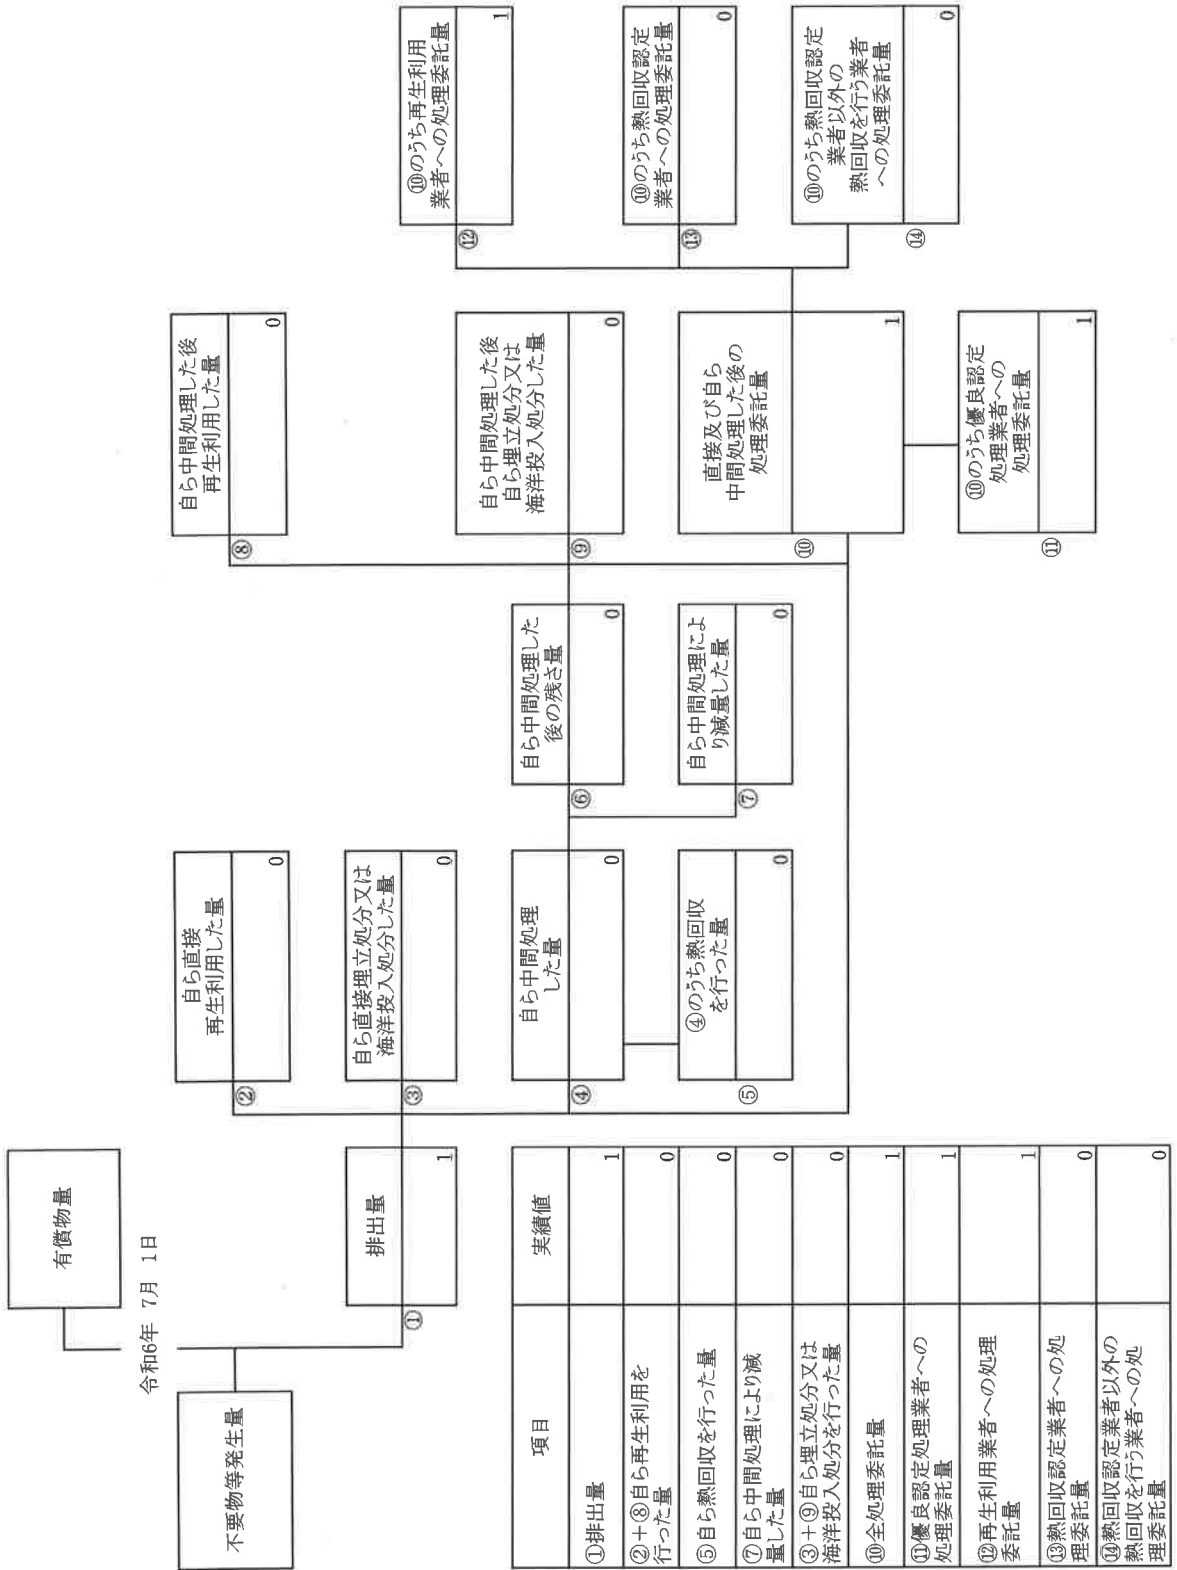 有償物量
令和6年 7月 1日
不要物等発生量
①
排出量
1
②
自ら直接
再生利用した量
0
③
自ら直接埋立処分又は
海洋投入処分した量
0
④
自ら中間処理
した量
0
⑤
④のうち熱回収
を行った量
0
⑥
自ら中間処理した
後の残さ量
0
⑦
自ら中間処理によ
り減量した量
0
⑧
自ら中間処理した後
再生利用した量
0
⑨
自ら中間処理した後
自ら埋立処分又は
海洋投入処分した量
0
⑩
直接及び自ら
中間処理した後の
処理委託量
1
⑪
⑩のうち優良認定
処理業者への
処理委託量
1
⑫
⑩のうち再生利用
業者への処理委託量
1
⑬
⑩のうち熱回収認定
業者への処理委託量
0
⑭
⑩のうち熱回収認定
業者以外の
熱回収を行う業者
への処理委託量
0
項目 実績値
①排出量 1
②+⑧自ら再生利用を
行った量 0
⑤自ら熱回収を行った量 0
⑦自ら中間処理により減
量した量 0
③+⑨自ら埋立処分又は
海洋投入処分を行った量 0
⑩全処理委託量 1
⑪優良認定処理業者への
処理委託量 1
⑫再生利用業者への処理
委託量 1
⑬熱回収認定業者への処
理委託量 0
⑭熱回収認定業者以外の
熱回収を行う業者への処
理委託量 0